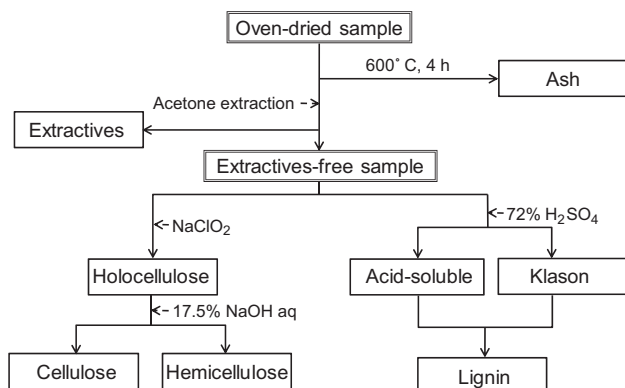 Oven-dried sample
600° C, 4 h
Ash
Acetone extraction
Extractives
Extractives-free sample
NaClO2
72% H2SO4
Holocellulose
Acid-soluble
Klason
17.5% NaOH aq
Cellulose
Hemicellulose
Lignin